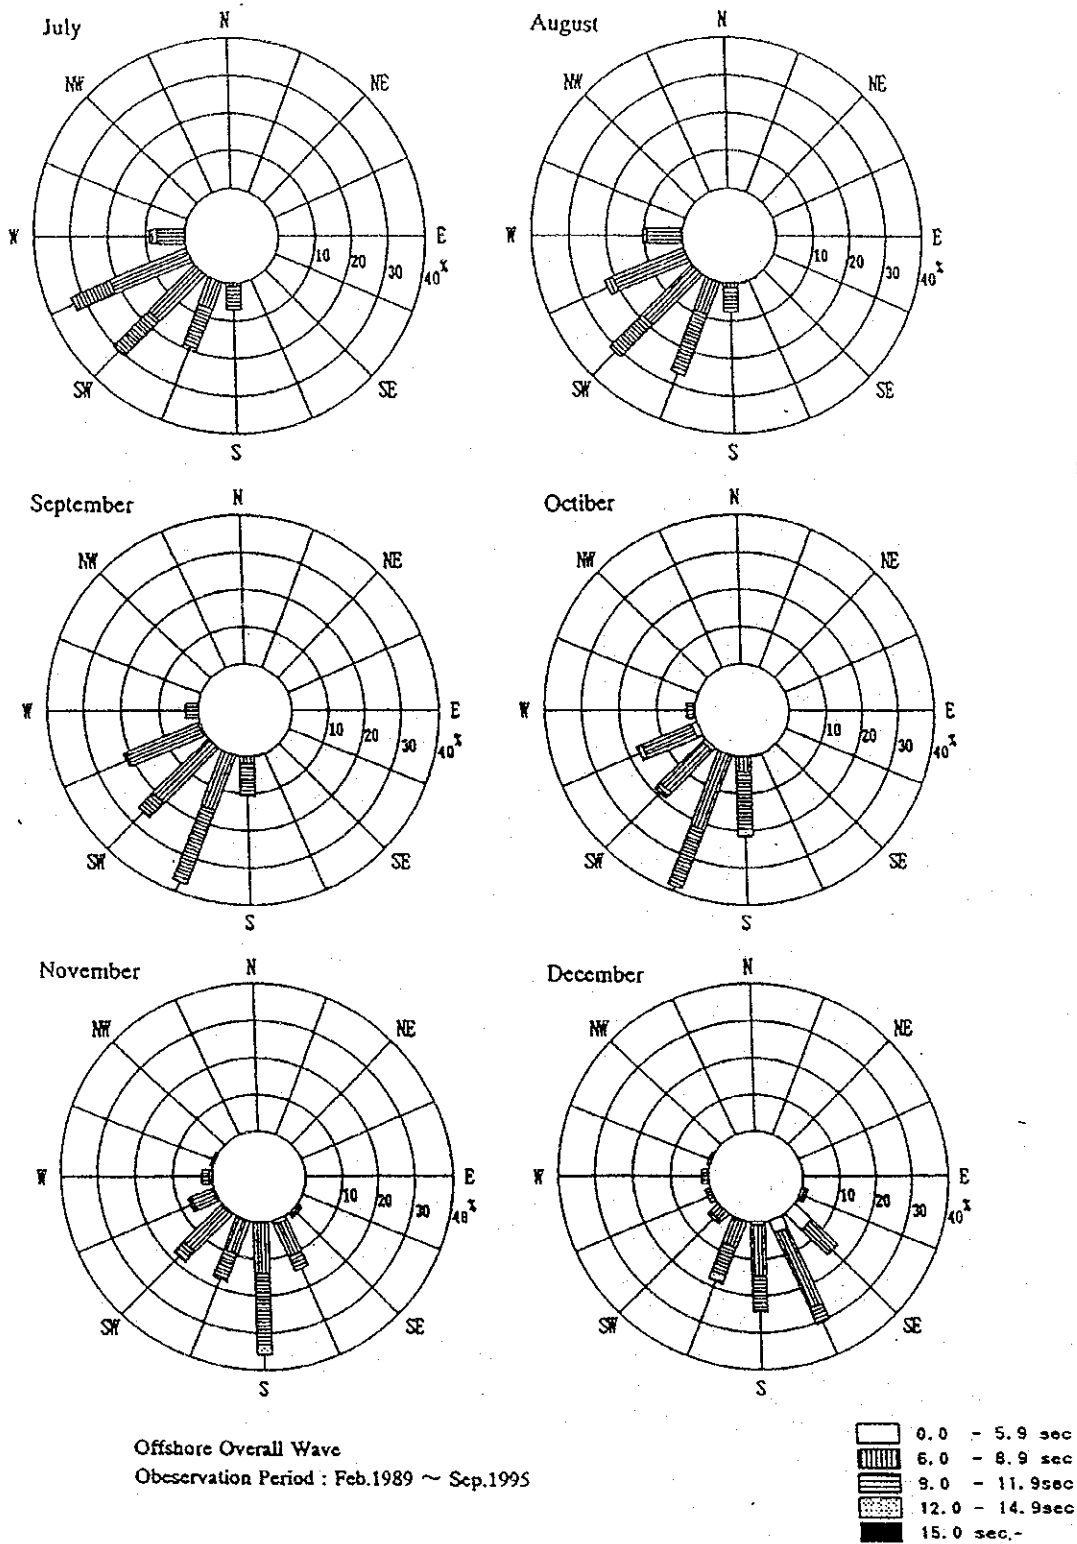 July
N
NW
NE
W
E
10
20
30
40%
SW
SE
S
August
N
NW
NE
W
E
10
20
30
40%
SW
SE
S
September
N
NW
NE
W
E
10
20
30
40%
SW
SE
S
Octiber
N
NW
NE
W
E
10
20
30
40%
SW
SE
S
November
N
NW
NE
W
E
10
20
30
40%
SW
SE
S
December
N
NW
NE
W
E
10
20
30
40%
SW
SE
S
Offshore Overall Wave
Obeservation Period : Feb.1989 ~ Sep.1995
0.0 - 5.9 sec
6.0 - 8.9 sec
9.0 - 11.9sec
12.0 - 14.9sec
15.0 sec.-